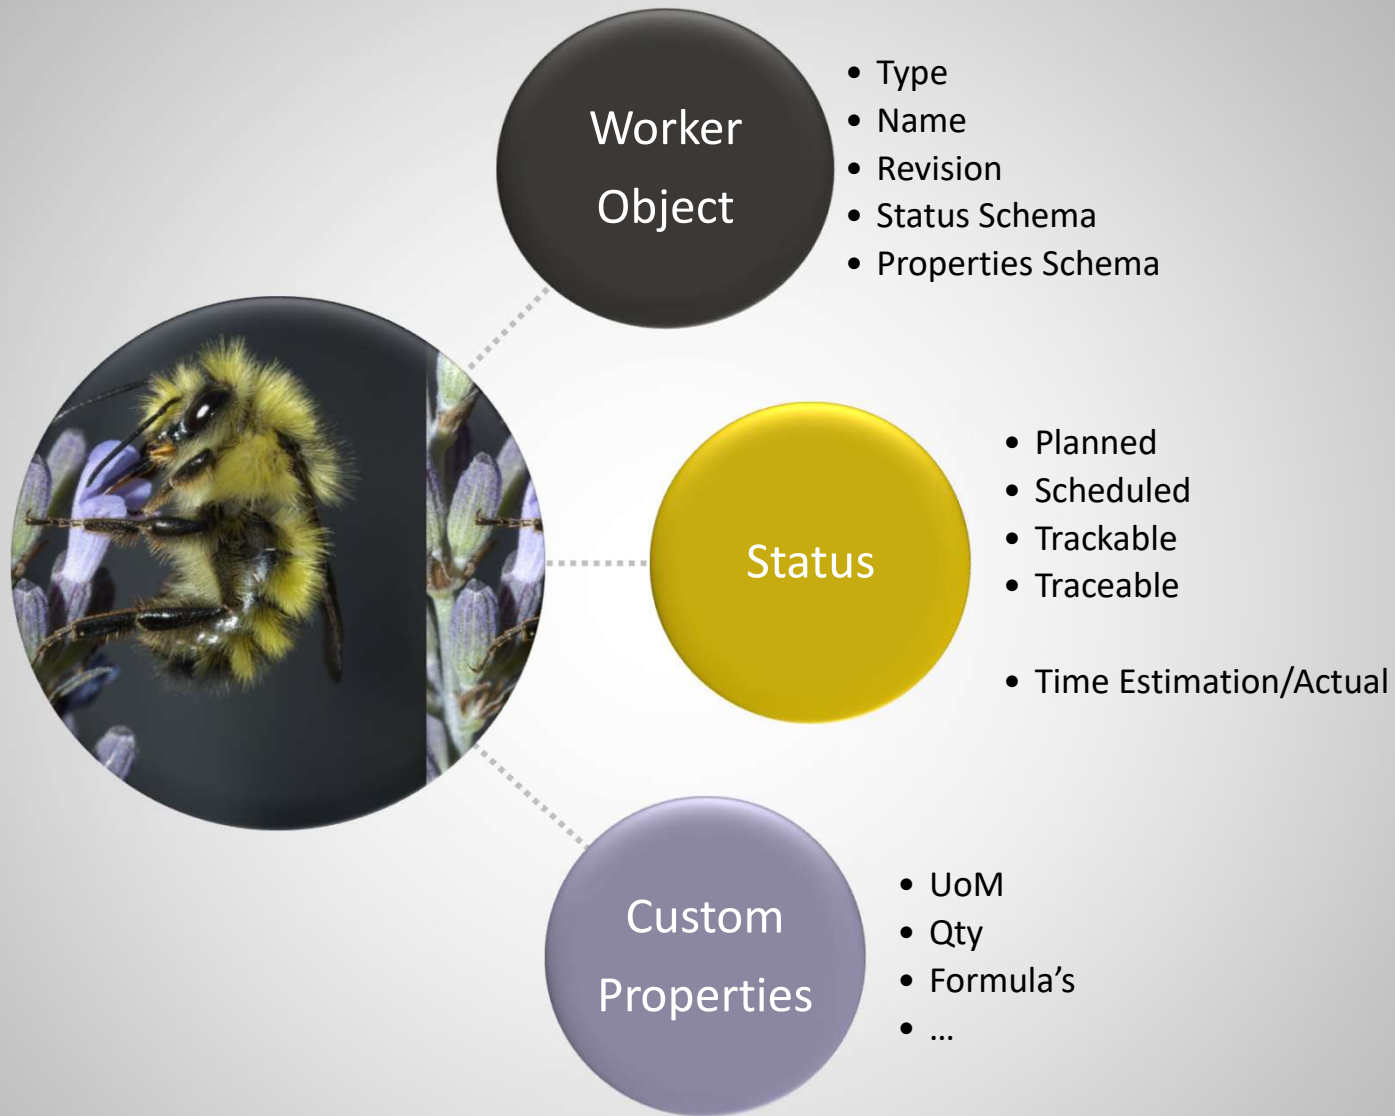 Worker
Object
• Type
• Name
• Revision
• Status Schema
• Properties Schema
Status
• Planned
• Scheduled
• Trackable
• Traceable
• Time Estimation/Actual
Custom
Properties
• UoM
• Qty
• Formula’s
• ...